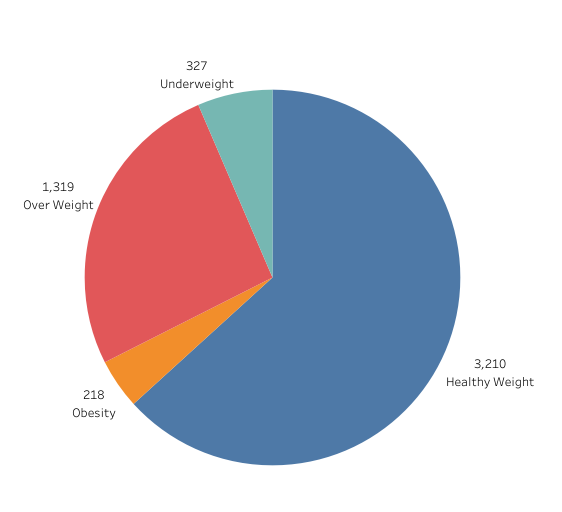 327
Underweight
1,319
Over Weight
3,210
Healthy Weight
218
Obesity